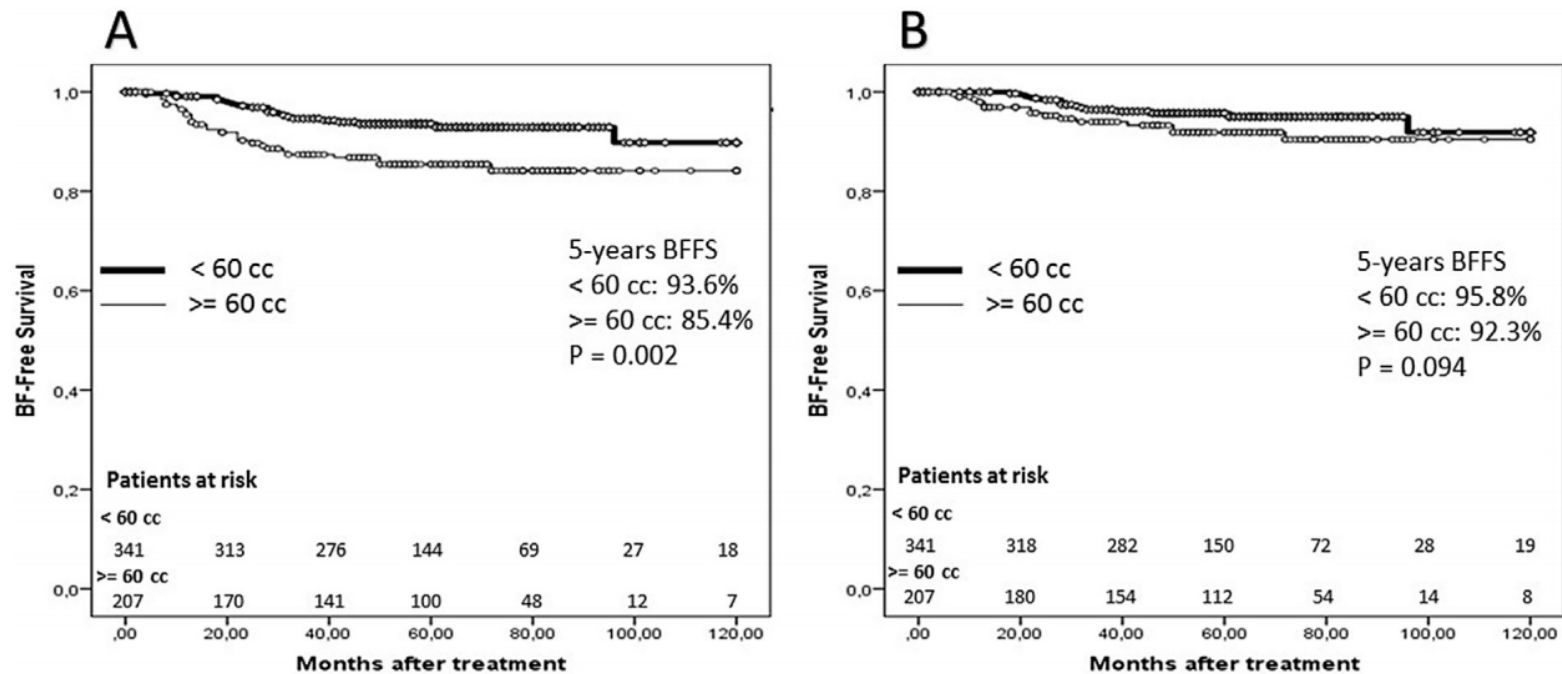 A
BF-Free Survival
1,0
0,8
0,6
0,4
0,2
0,0
< 60 cc
>= 60 cc
5-years BFFS
< 60 cc: 93.6%
>= 60 cc: 85.4%
P = 0.002
Patients at risk
< 60 cc
341 313 276 144 69 27 18
>= 60 cc
207 170 141 100 48 12 7
,00 20,00 40,00 60,00 80,00 100,00 120,00
Months after treatment
B
BF-Free Survival
1,0
0,8
0,6
0,4
0,2
0,0
< 60 cc
>= 60 cc
5-years BFFS
< 60 cc: 95.8%
>= 60 cc: 92.3%
P = 0.094
Patients at risk
< 60 cc
341 318 282 150 72 28 19
>= 60 cc
207 180 154 112 54 14 8
,00 20,00 40,00 60,00 80,00 100,00 120,00
Months after treatment